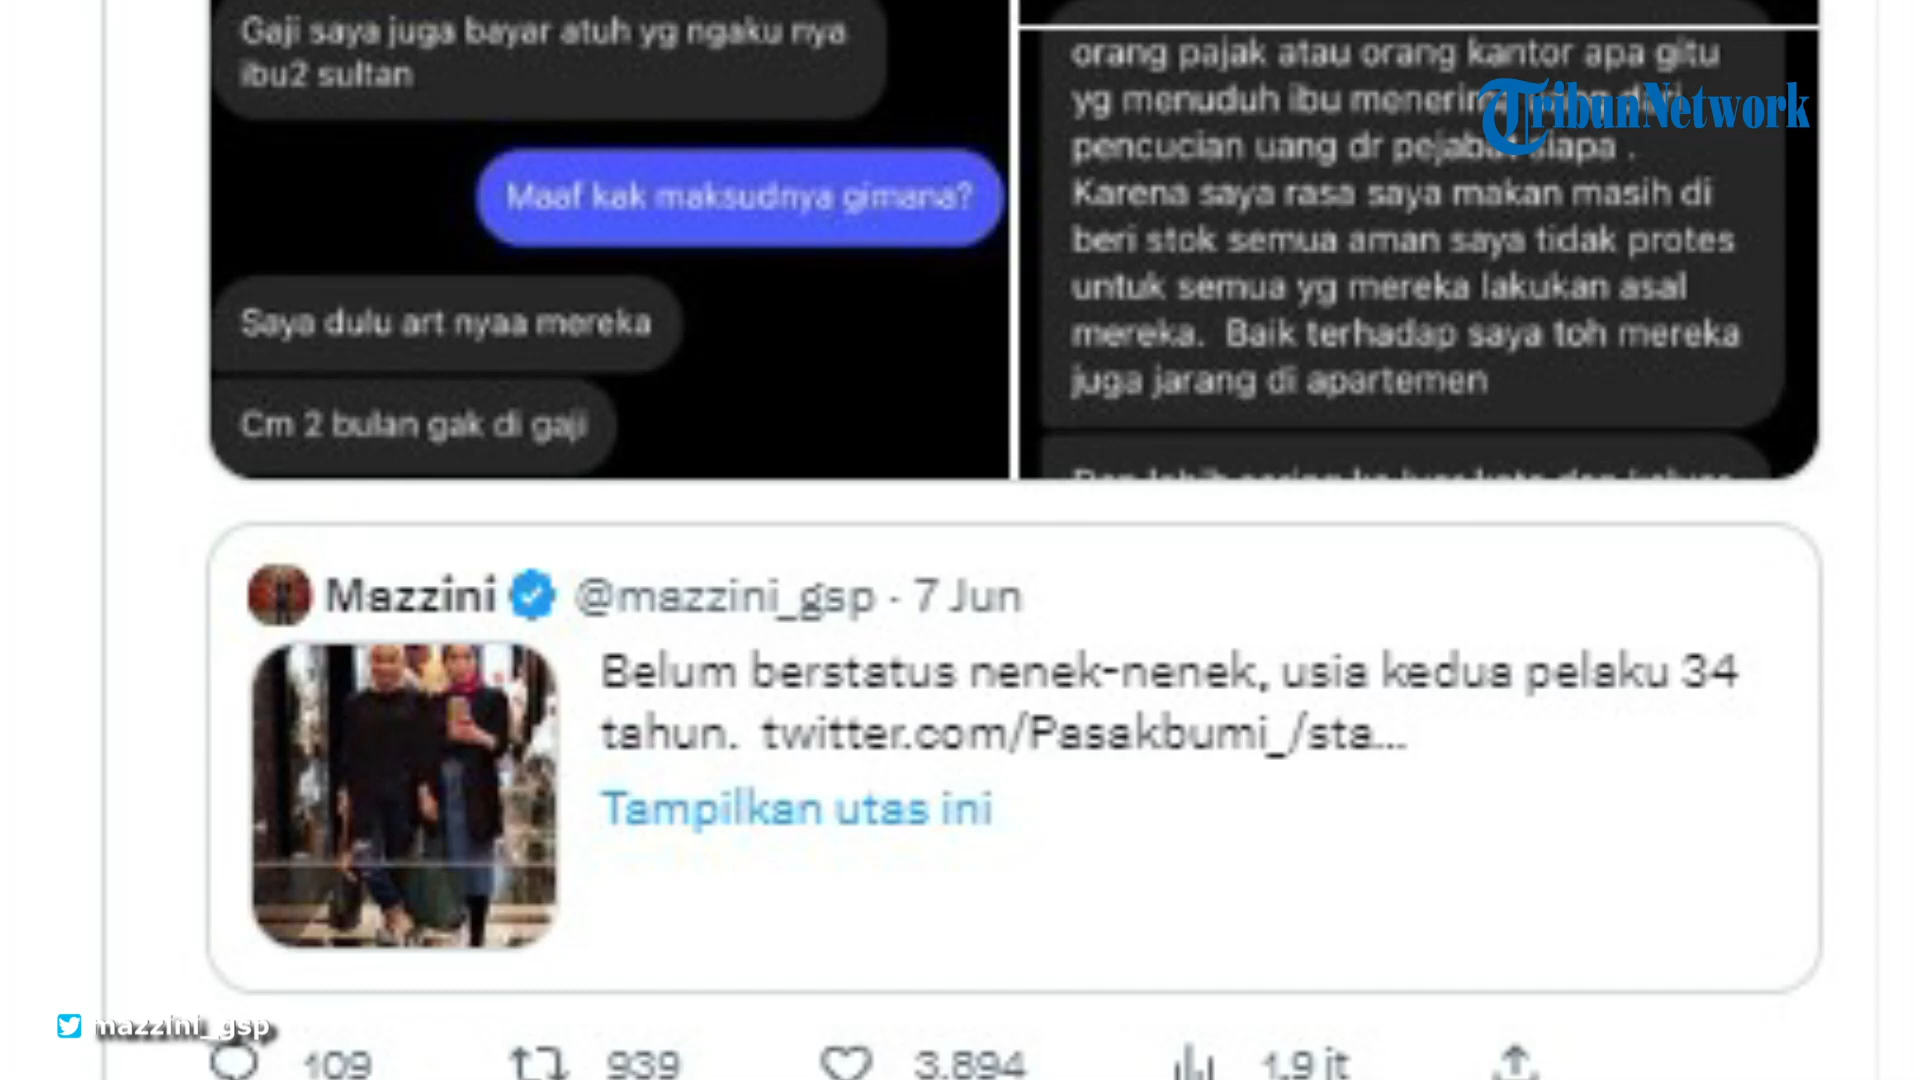 Gaji saya juga bayar atuh yg ngaku nya
ibu2 sultan
Maaf kak maksudnya gimana?
Saya dulu art nyaa mereka
Cm 2 bulan gak di gaji
orang pajak atau orang kantor apa gitu
yg menuduh ibu menerima
pencucian uang dr pejabat siapa .
Karena saya rasa saya makan masih di
beri stok semua aman saya tidak protes
untuk semua yg mereka lakukan asal
mereka. Baik terhadap saya toh mereka
juga jarang di apartemen
TribunNetwork
Mazzini @mazzini_gsp · 7 Jun
Belum berstatus nenek-nenek, usia kedua pelaku 34
tahun. twitter.com/Pasakbumi_/sta...
Tampilkan utas ini
mazzini_gsp
109 939 3.894 1,9 jt